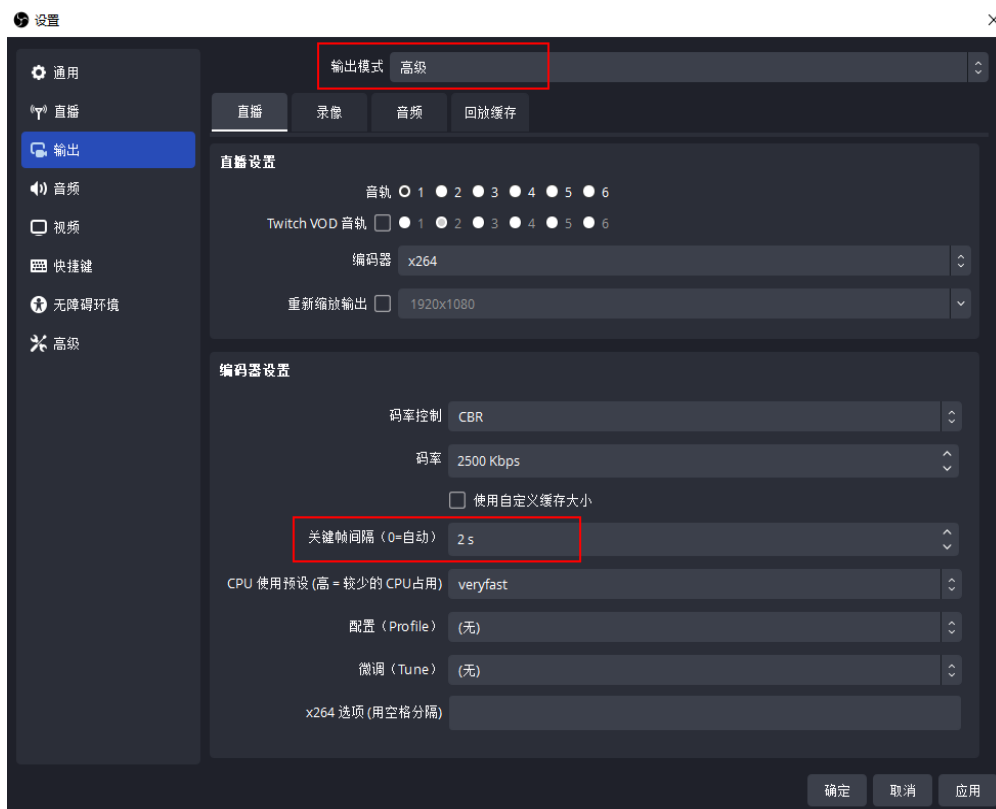 设置
通用
直播
输出
音频
视频
快捷键
无障碍环境
高级
输出模式 高级
直播 录像 音频 回放缓存
直播设置
音轨 1 2 3 4 5 6
Twitch VOD 音轨 1 2 3 4 5 6
编码器 x264
重新缩放输出 1920x1080
编码器设置
码率控制 CBR
码率 2500 Kbps
使用自定义缓存大小
关键帧间隔（0=自动） 2 s
CPU 使用预设 (高 = 较少的 CPU占用) veryfast
配置（Profile） (无)
微调（Tune） (无)
x264 选项 (用空格分隔)
确定 取消 应用